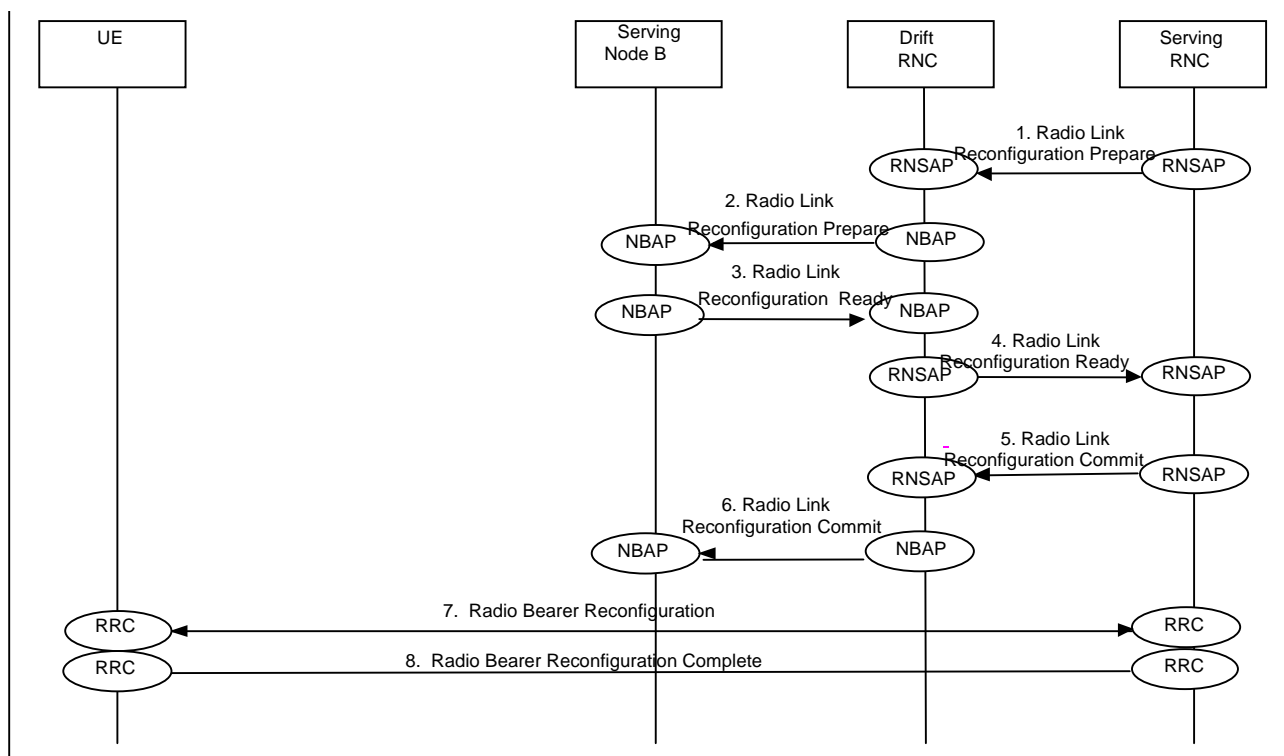 UE
Serving
Node B
Drift
RNC
Serving
RNC
1. Radio Link
Reconfiguration Prepare
RNSAP
RNSAP
2. Radio Link
Reconfiguration Prepare
NBAP
NBAP
3. Radio Link
Reconfiguration Ready
NBAP
NBAP
4. Radio Link
Reconfiguration Ready
RNSAP
RNSAP
5. Radio Link
Reconfiguration Commit
RNSAP
RNSAP
6. Radio Link
Reconfiguration Commit
NBAP
NBAP
7. Radio Bearer Reconfiguration
RRC
RRC
8. Radio Bearer Reconfiguration Complete
RRC
RRC